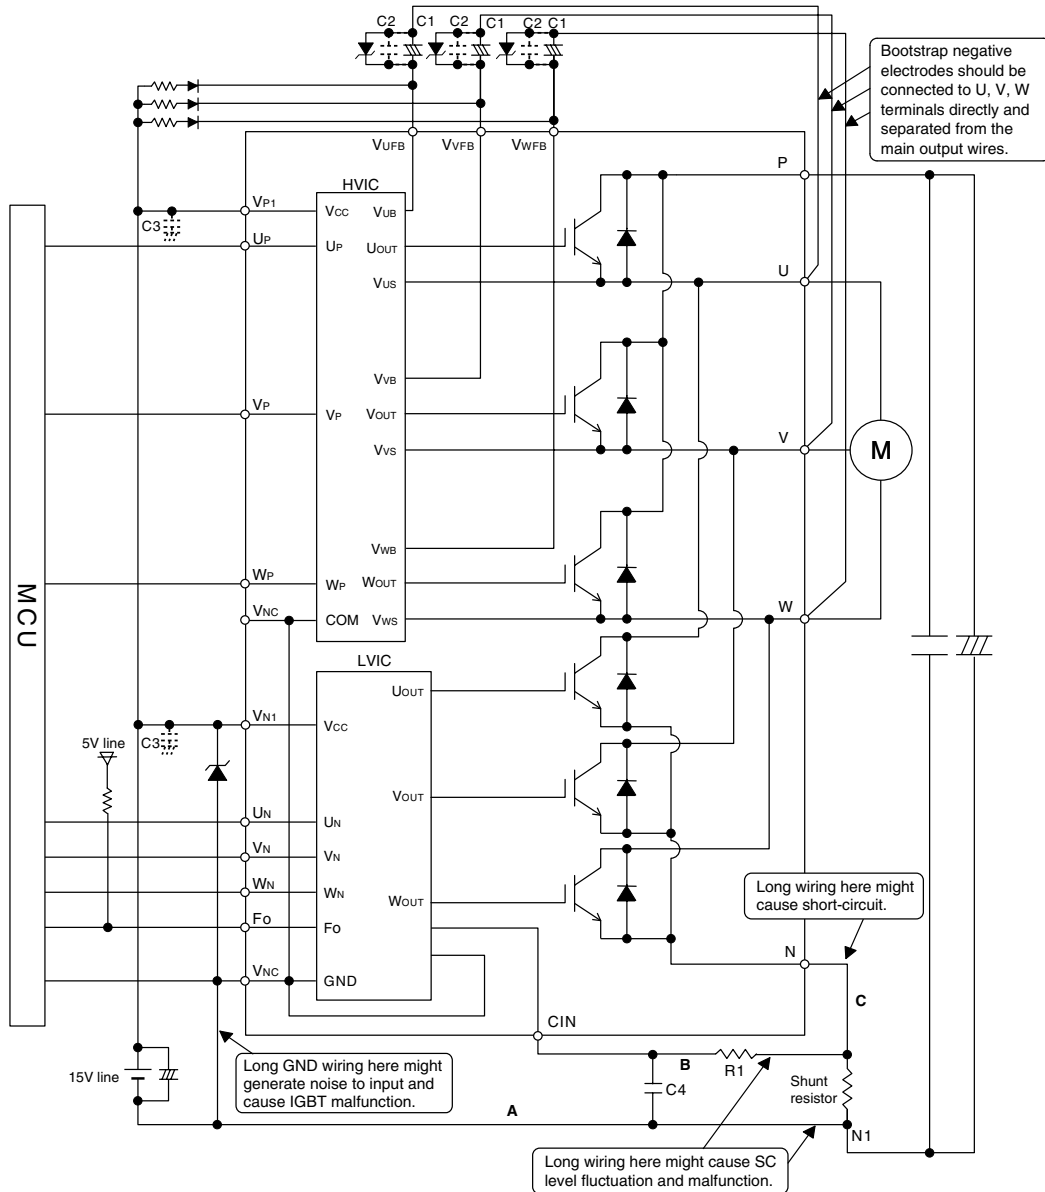 C2 C1 C2 C1 C2 C1
Bootstrap negative
electrodes should be
connected to U, V, W
terminals directly and
separated from the
main output wires.
VUFB VVFB VWFB
P
HVIC
VP1 VCC VUB
C3
UP UP UOUT
U
VUS
VVB
VP VP VOUT
V
VVS
M
VWB
WP WP WOUT
W
VNC COM VWS
MCU
LVIC
UOUT
VN1 VCC
5V line C3
VOUT
UN UN
VN VN
WN WN WOUT
Long wiring here might
cause short-circuit.
Fo Fo
N
VNC GND
C
CIN
15V line
Long GND wiring here might
generate noise to input and
cause IGBT malfunction.
B R1
C4
Shunt
resistor
A
N1
Long wiring here might cause SC
level fluctuation and malfunction.